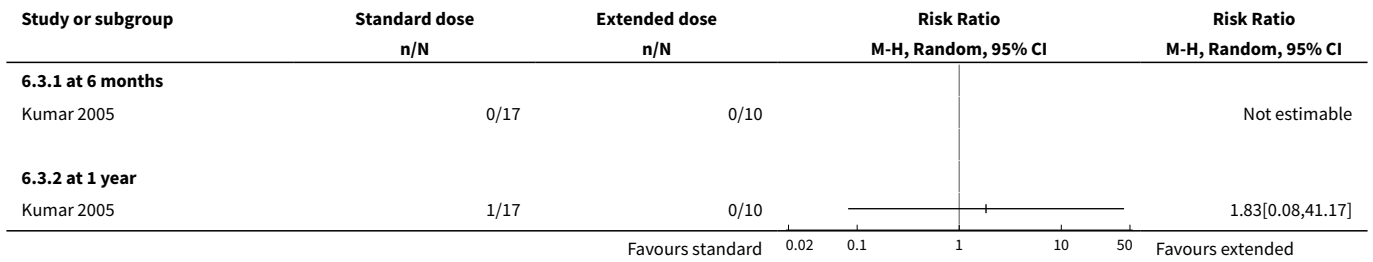 Study or subgroup Standard dose Extended dose Risk Ratio Risk Ratio
n/N n/N M-H, Random, 95% CI M-H, Random, 95% CI
6.3.1 at 6 months
Kumar 2005 0/17 0/10 Not estimable
6.3.2 at 1 year
Kumar 2005 1/17 0/10 1.83[0.08,41.17]
Favours standard 0.02 0.1 1 10 50 Favours extended